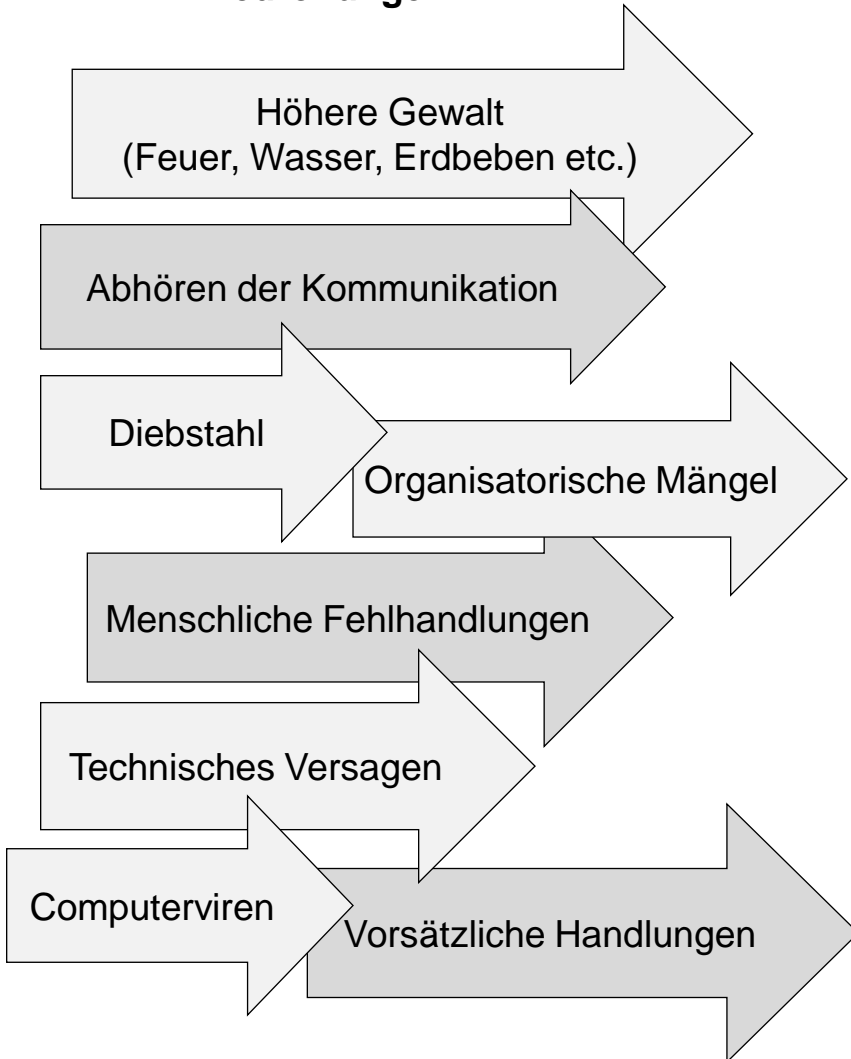 Höhere Gewalt
(Feuer, Wasser, Erdbeben etc.)
Abhören der Kommunikation
Diebstahl
Organisatorische Mängel
Menschliche Fehlhandlungen
Technisches Versagen
Computerviren
Vorsätzliche Handlungen